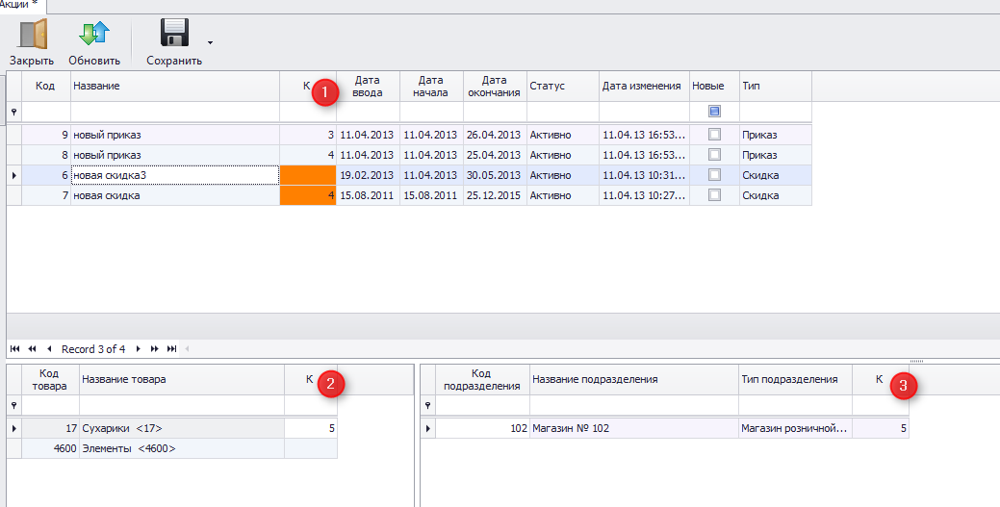 Акции *
Закрыть Обновить Сохранить
Код Название К 1 Дата ввода Дата начала Дата окончания Статус Дата изменения Новые Тип
9 новый приказ 3 11.04.2013 11.04.2013 26.04.2013 Активно 11.04.13 16:53... Приказ
8 новый приказ 4 11.04.2013 11.04.2013 25.04.2013 Активно 11.04.13 16:53... Приказ
6 новая скидка3 19.02.2013 11.04.2013 30.05.2013 Активно 11.04.13 10:31... Скидка
7 новая скидка 4 15.08.2011 15.08.2011 25.12.2015 Активно 11.04.13 10:27... Скидка
Record 3 of 4
Код товара Название товара К 2
17 Сухарики <17> 5
4600 Элементы <4600>
Код подразделения Название подразделения Тип подразделения К 3
102 Магазин № 102 Магазин розничной... 5